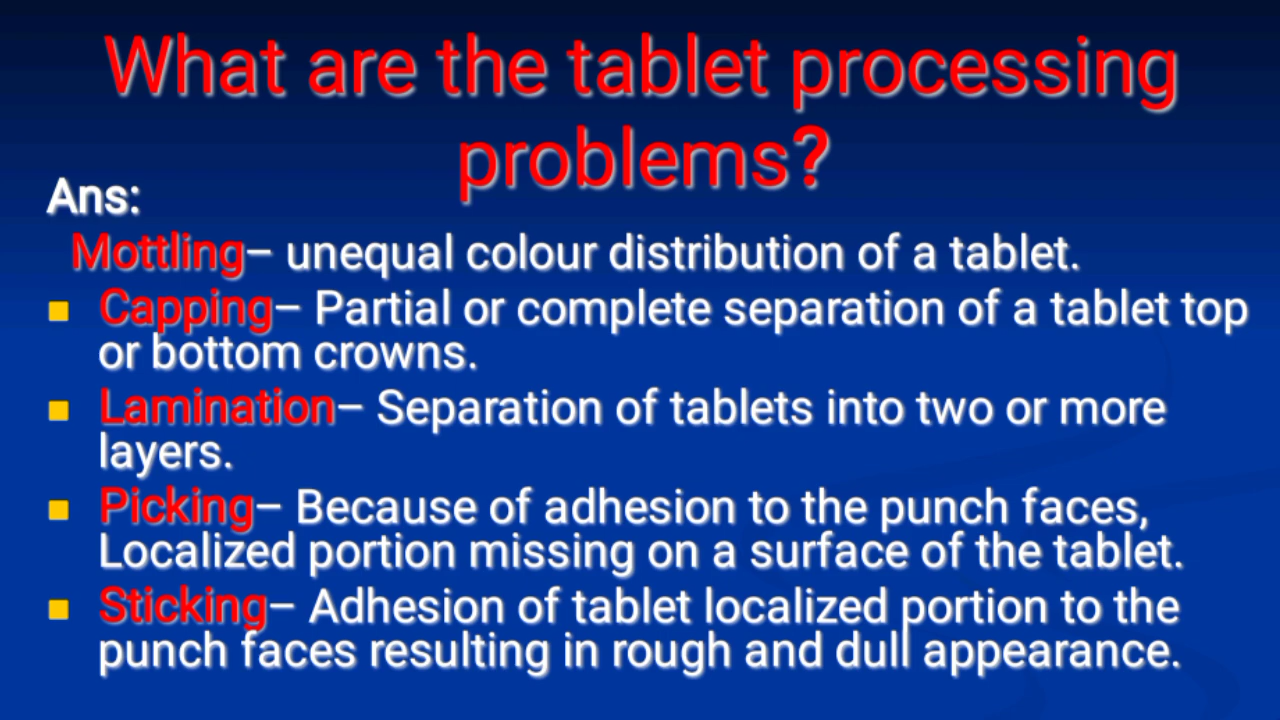 What are the tablet processing
problems?
Ans:
Mottling– unequal colour distribution of a tablet.
Capping– Partial or complete separation of a tablet top
or bottom crowns.
Lamination– Separation of tablets into two or more
layers.
Picking– Because of adhesion to the punch faces,
Localized portion missing on a surface of the tablet.
Sticking– Adhesion of tablet localized portion to the
punch faces resulting in rough and dull appearance.